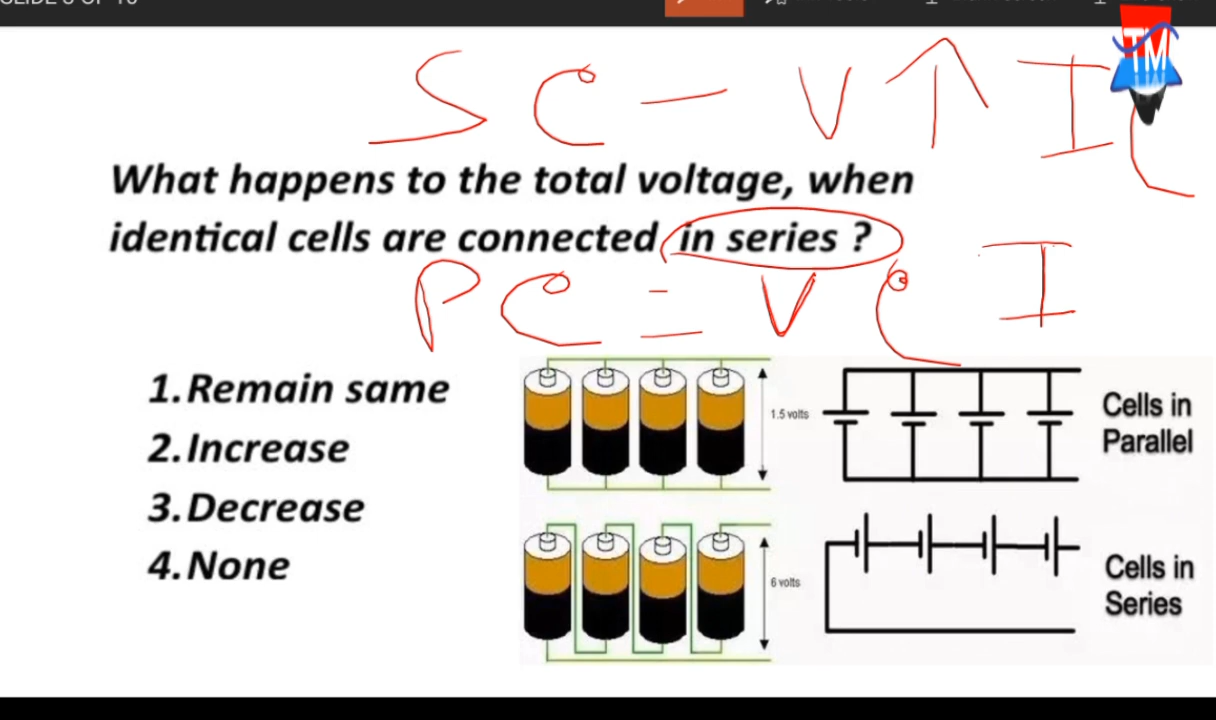 SC - V↑ I C
TM
What happens to the total voltage, when
identical cells are connected in series ?
PC = V C I
1.Remain same
2.Increase
3.Decrease
4.None
1.5 volts
Cells in
Parallel
6 volts
Cells in
Series